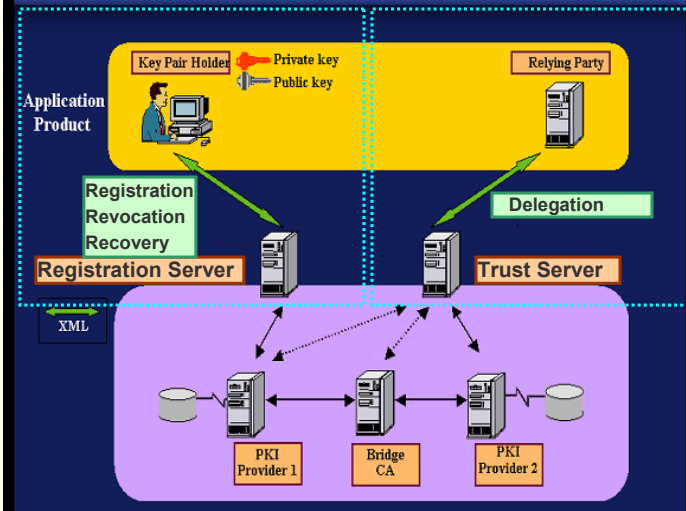 Key Pair Holder
Private key
Public key
Relying Party
Application
Product
Registration
Revocation
Recovery
Delegation
Registration Server
Trust Server
XML
PKI
Provider 1
Bridge
CA
PKI
Provider 2